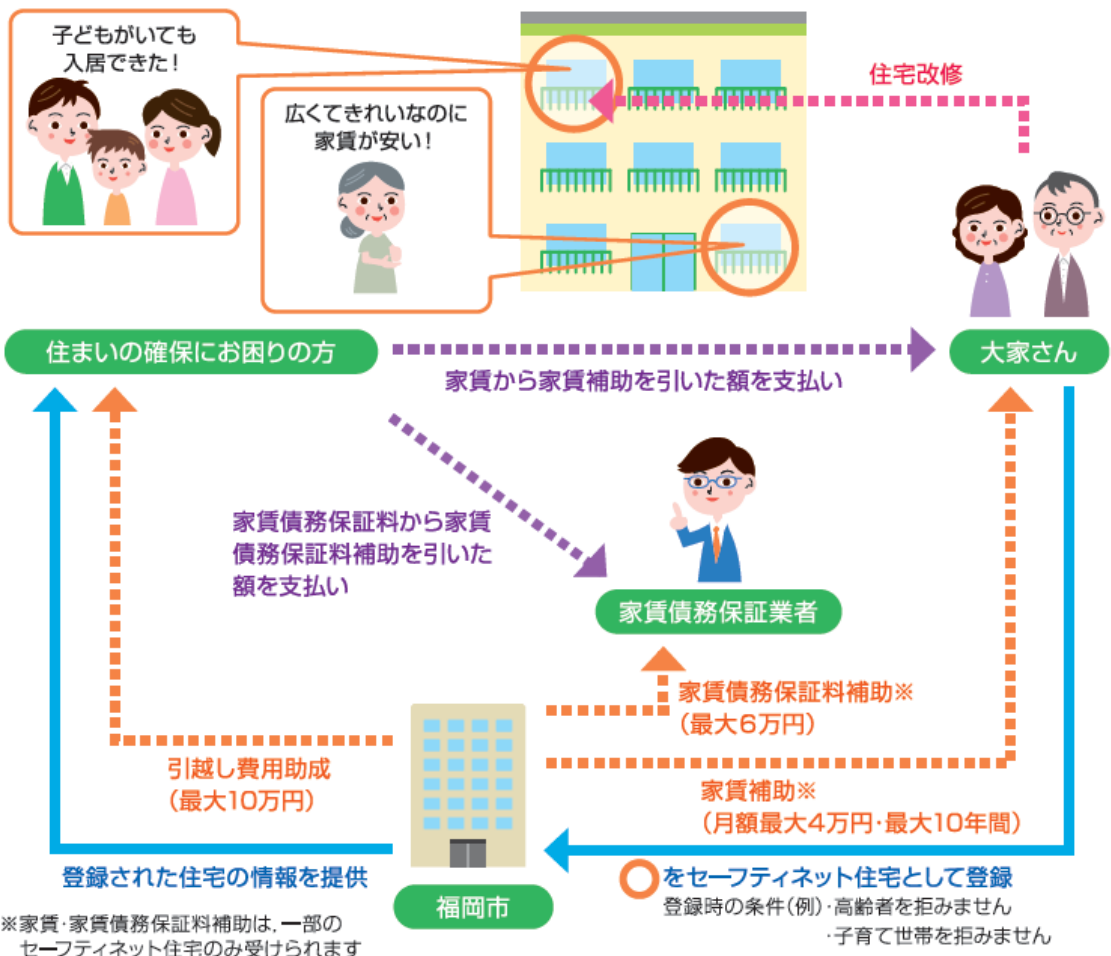 子どもがいても
入居できた!
広くてきれいなのに
家賃が安い!
住宅改修
住まいの確保にお困りの方
大家さん
家賃から家賃補助を引いた額を支払い
家賃債務保証料から家賃
債務保証料補助を引いた
額を支払い
家賃債務保証業者
家賃債務保証料補助※
(最大6万円)
引越し費用助成
(最大10万円)
家賃補助※
(月額最大4万円・最大10年間)
登録された住宅の情報を提供
福岡市
をセーフティネット住宅として登録
登録時の条件(例)・高齢者を拒みません
・子育て世帯を拒みません
※家賃・家賃債務保証料補助は,一部の
セーフティネット住宅のみ受けられます